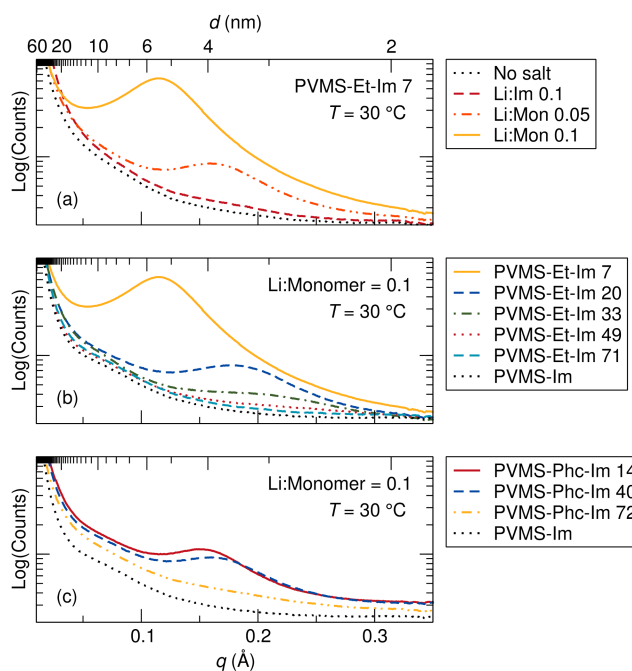 d (nm)
60 20 10 6 4 2
Log(Counts)
PVMS-Et-Im 7
T = 30 °C
(a)
No salt
Li:Im 0.1
Li:Mon 0.05
Li:Mon 0.1
Log(Counts)
Li:Monomer = 0.1
T = 30 °C
(b)
PVMS-Et-Im 7
PVMS-Et-Im 20
PVMS-Et-Im 33
PVMS-Et-Im 49
PVMS-Et-Im 71
PVMS-Im
Log(Counts)
Li:Monomer = 0.1
T = 30 °C
(c)
PVMS-Phc-Im 14
PVMS-Phc-Im 40
PVMS-Phc-Im 72
PVMS-Im
0.1 0.2 0.3
q (Å)